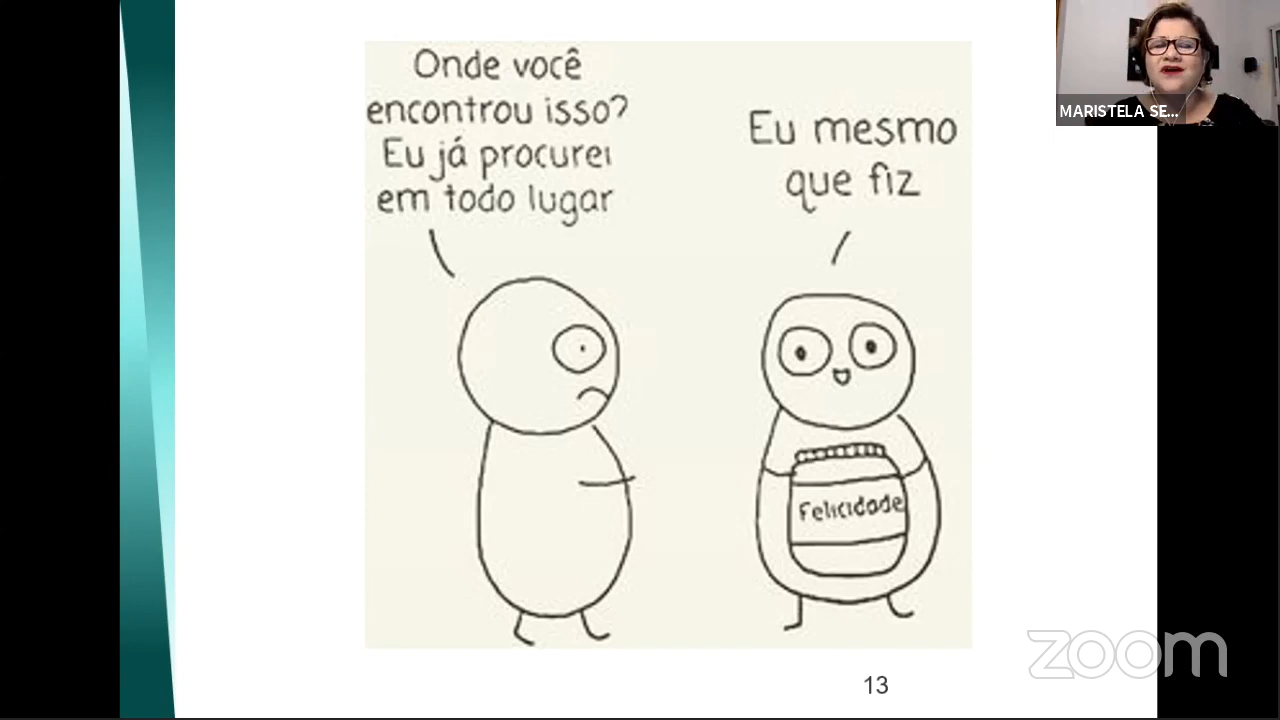 Onde você
encontrou isso?
Eu já procurei
em todo lugar
Eu mesmo
que fiz
Felicidade
MARISTELA SE...
zoom
13